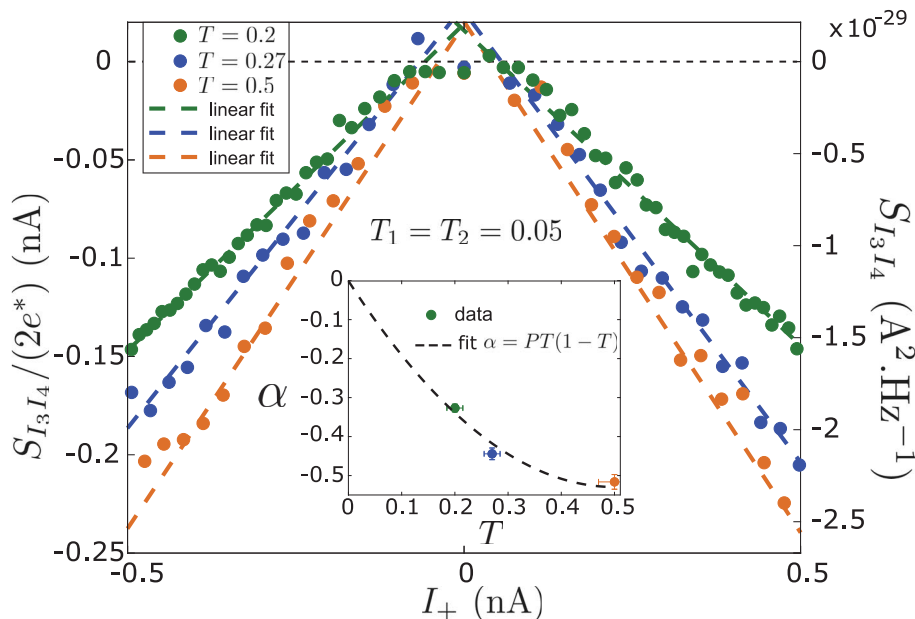 ×10⁻²⁹
T = 0.2
T = 0.27
T = 0.5
linear fit
linear fit
linear fit
0
-0.05
-0.1
-0.15
-0.2
-0.25
S_{I₃I₄}/(2e*) (nA)
0
-0.5
-1
-1.5
-2
-2.5
S_{I₃I₄} (A².Hz⁻¹)
T₁ = T₂ = 0.05
0
-0.1
-0.2
-0.3
-0.4
-0.5
α
data
fit α = PT(1 − T)
0 0.1 0.2 0.3 0.4 0.5
T
-0.5 0 0.5
I₊ (nA)